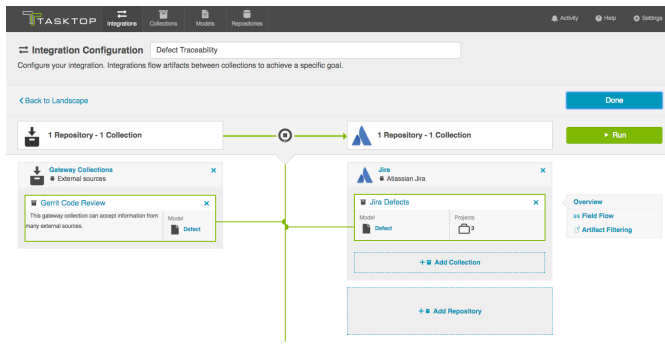 TASKTOP
Integrations
Collections
Models
Repositories
Activity
Help
Settings
Integration Configuration
Defect Traceability
Configure your integration. Integrations flow artifacts between collections to achieve a specific goal.
Back to Landscape
Done
1 Repository - 1 Collection
1 Repository - 1 Collection
Run
Gateway Collections
External sources
Gerrit Code Review
This gateway collection can accept information from
many external sources.
Model
Defect
Jira
Atlassian Jira
Jira Defects
Model
Defect
Projects
3
+ Add Collection
+ Add Repository
Overview
Field Flow
Artifact Filtering